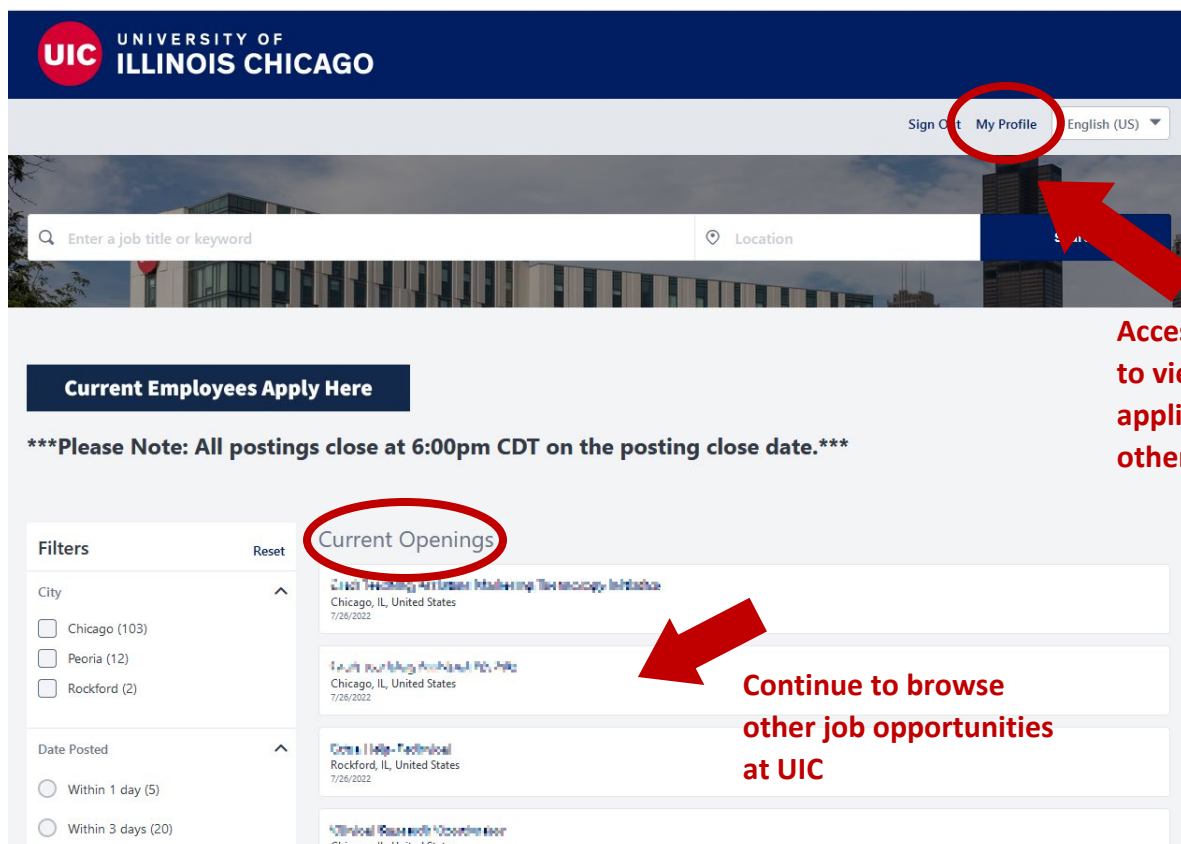 UIC
UNIVERSITY OF
ILLINOIS CHICAGO
Sign Out My Profile English (US)
Enter a job title or keyword
Location
Acces
to vie
appli
other
Current Employees Apply Here
***Please Note: All postings close at 6:00pm CDT on the posting close date.***
Filters
Reset
City
Chicago (103)
Peoria (12)
Rockford (2)
Date Posted
Within 1 day (5)
Within 3 days (20)
Current Openings
Chicago, IL, United States
7/26/2022
Chicago, IL, United States
7/26/2022
Rockford, IL, United States
7/26/2022
Continue to browse
other job opportunities
at UIC